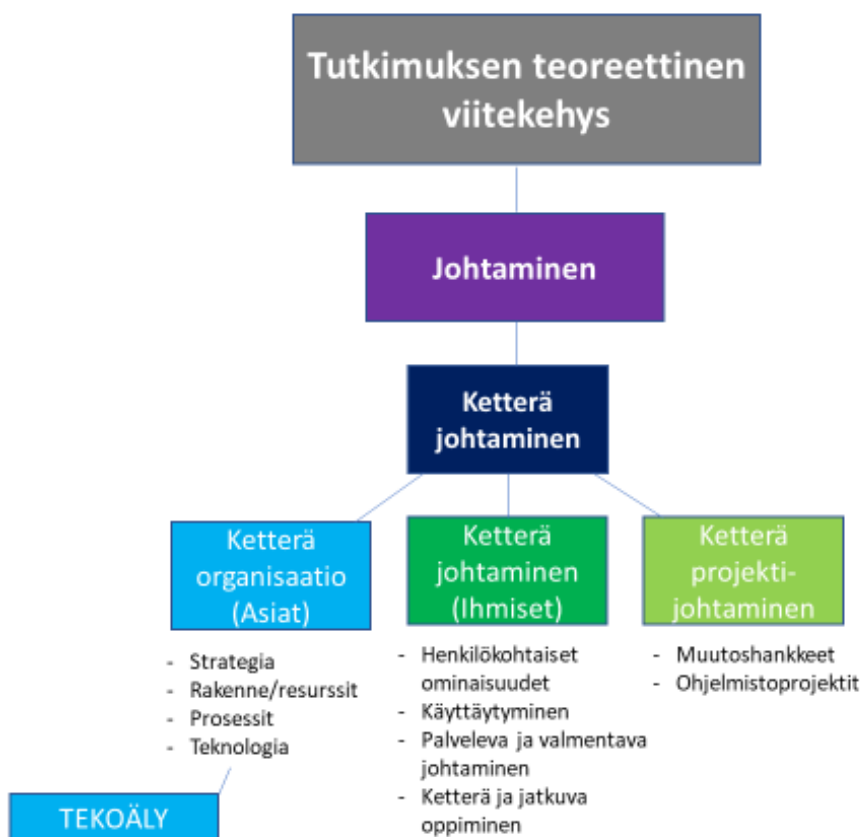 Tutkimuksen teoreettinen
viitekehys
Johtaminen
Ketterä
johtaminen
Ketterä
organisaatio
(Asiat)
- Strategia
- Rakenne/resurssit
- Prosessit
- Teknologia
TEKOÄLY
Ketterä
johtaminen
(Ihmiset)
- Henkilökohtaiset
ominaisuudet
- Käyttäytyminen
- Palveleva ja valmentava
johtaminen
- Ketterä ja jatkuva
oppiminen
Ketterä
projekti-
johtaminen
- Muutoshankkeet
- Ohjelmistoprojektit